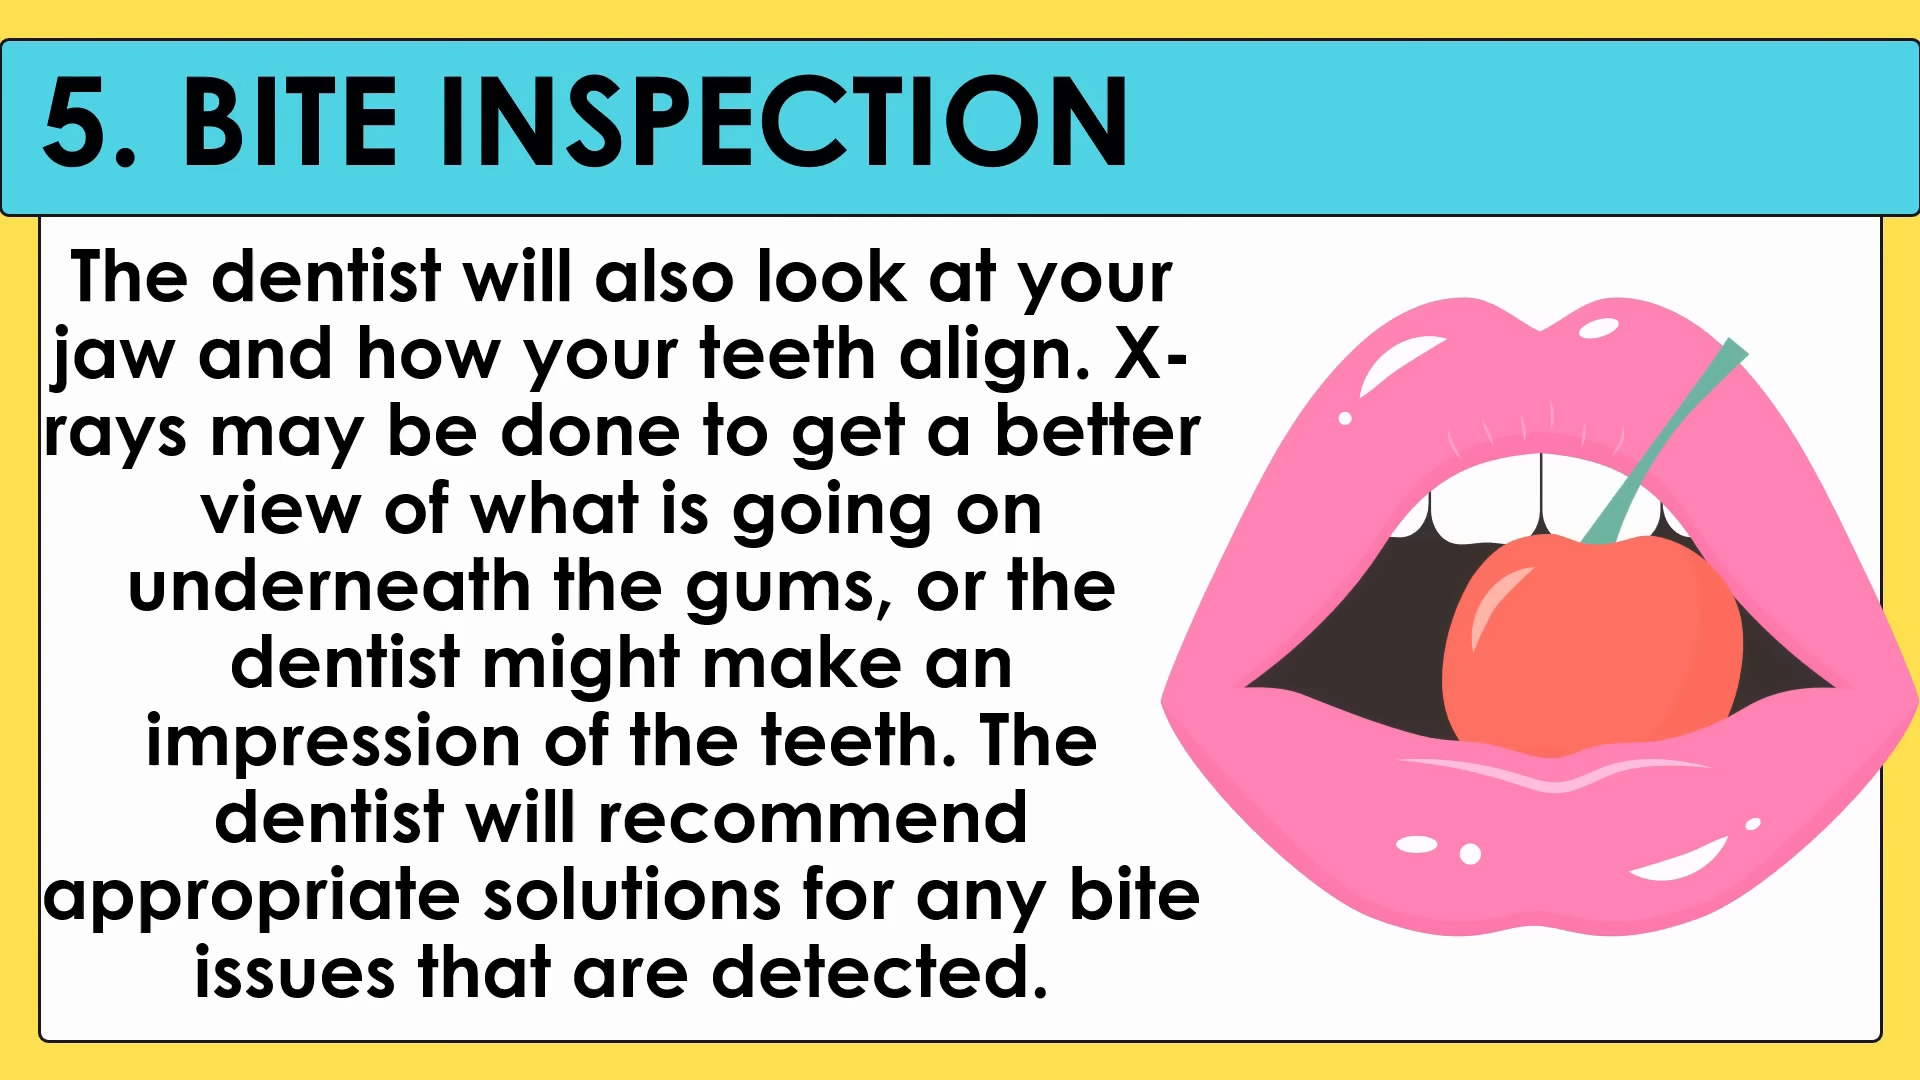 5. BITE INSPECTION
The dentist will also look at your
jaw and how your teeth align. X-
rays may be done to get a better
view of what is going on
underneath the gums, or the
dentist might make an
impression of the teeth. The
dentist will recommend
appropriate solutions for any bite
issues that are detected.